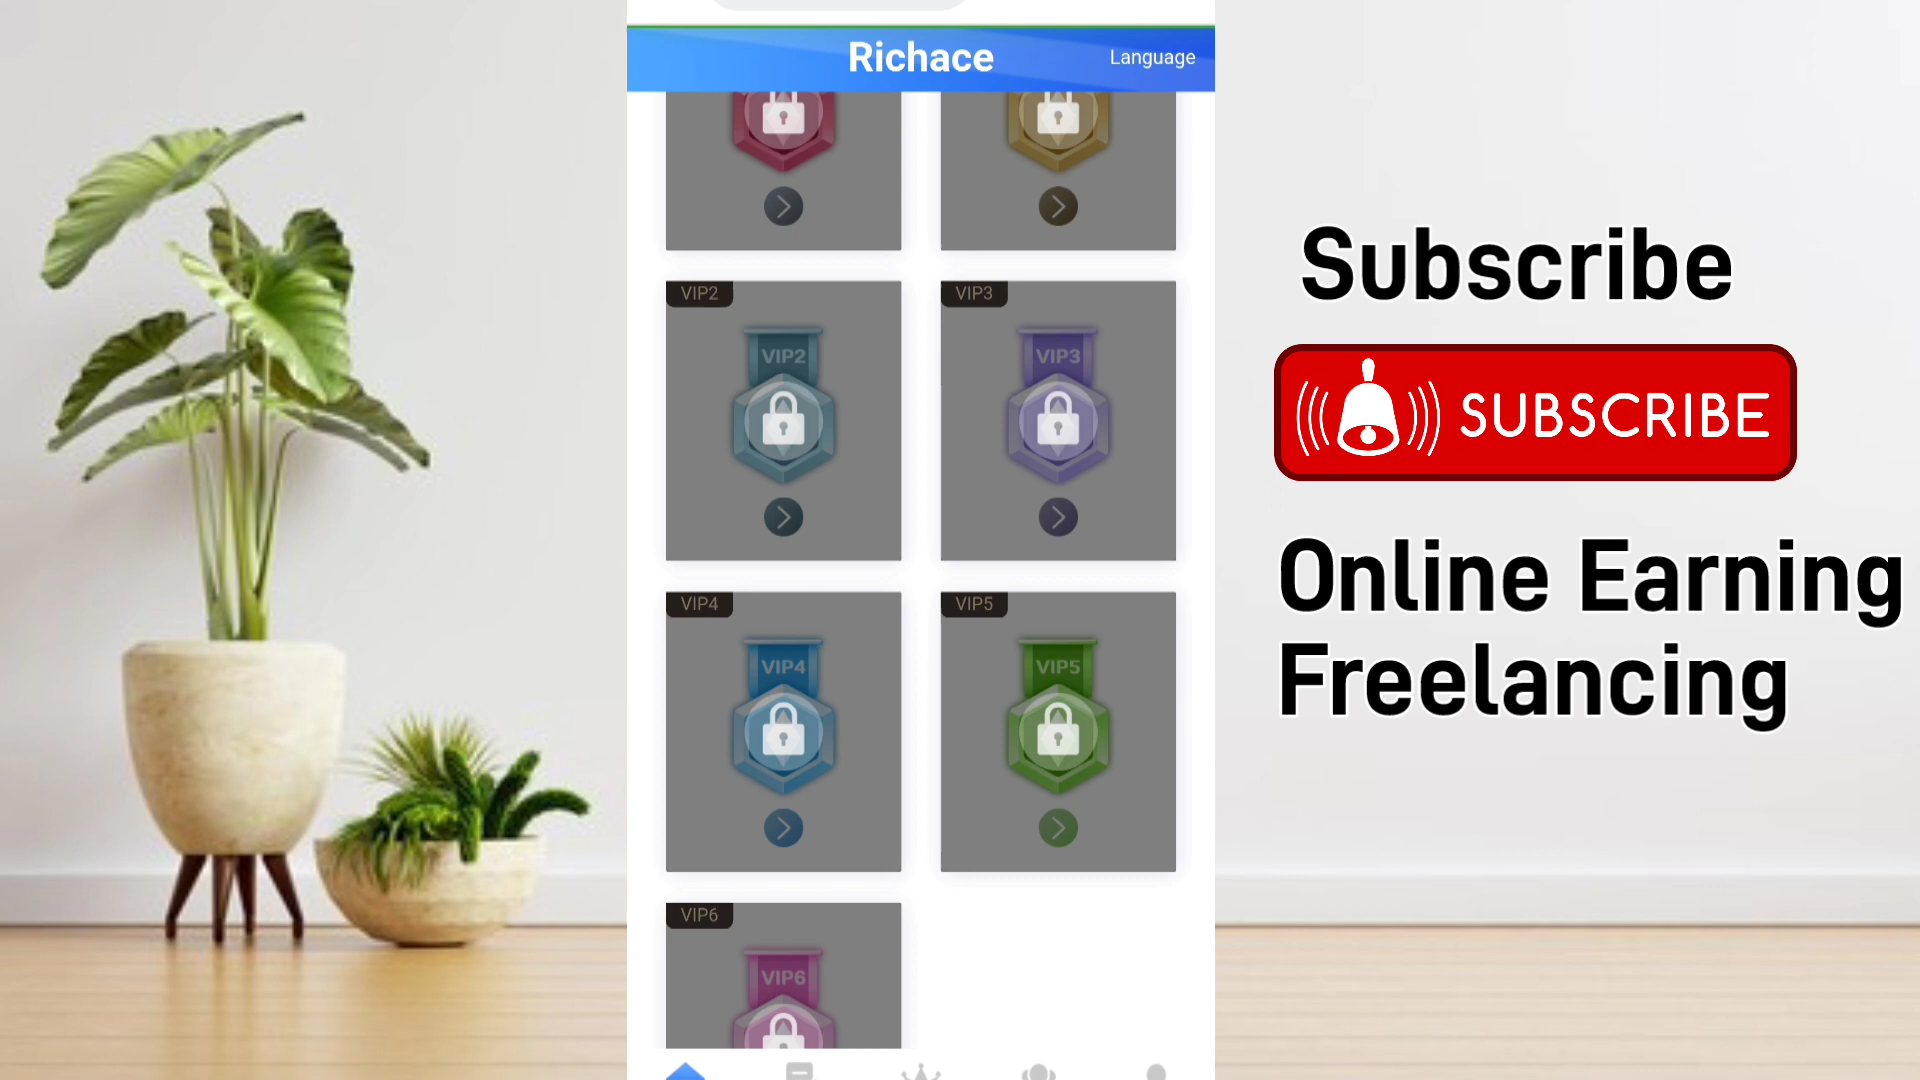 Richace
Language
VIP2
VIP3
VIP2
VIP3
VIP4
VIP5
VIP4
VIP5
VIP6
VIP6
Subscribe
SUBSCRIBE
Online Earning
Freelancing